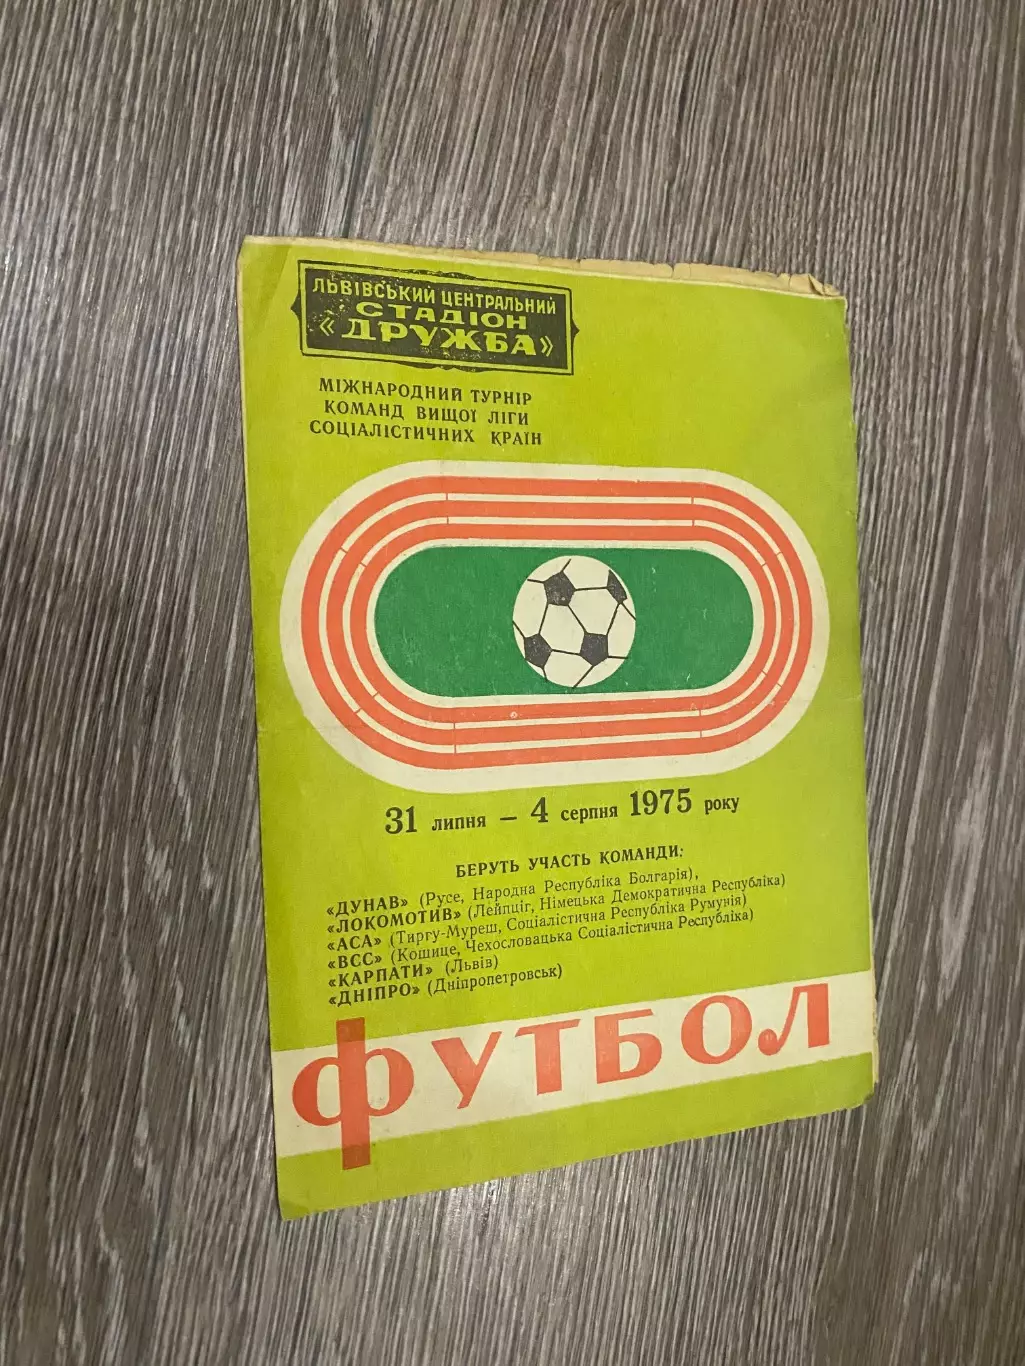 ЛЬВІВСЬКИЙ ЦЕНТРАЛЬНИЙ
СТАДІОН
«ДРУЖБА»
МІЖНАРОДНИЙ ТУРНІР
КОМАНД ВИЩОЇ ЛІГИ
СОЦІАЛІСТИЧНИХ КРАЇН
31 липня — 4 серпня 1975 року
БЕРУТЬ УЧАСТЬ КОМАНДИ:
«ДУНАВ» (Русе, Народна Республіка Болгарія),
«ЛОКОМОТИВ» (Лейпціг, Німецька Демократична Республіка)
«АСА» (Тиргу-Муреш, Соціалістична Республіка Румунія)
«ВСС» (Кошице, Чехословацька Соціалістична Республіка)
«КАРПАТИ» (Львів)
«ДНІПРО» (Дніпропетровськ)
ФУТБОЛ